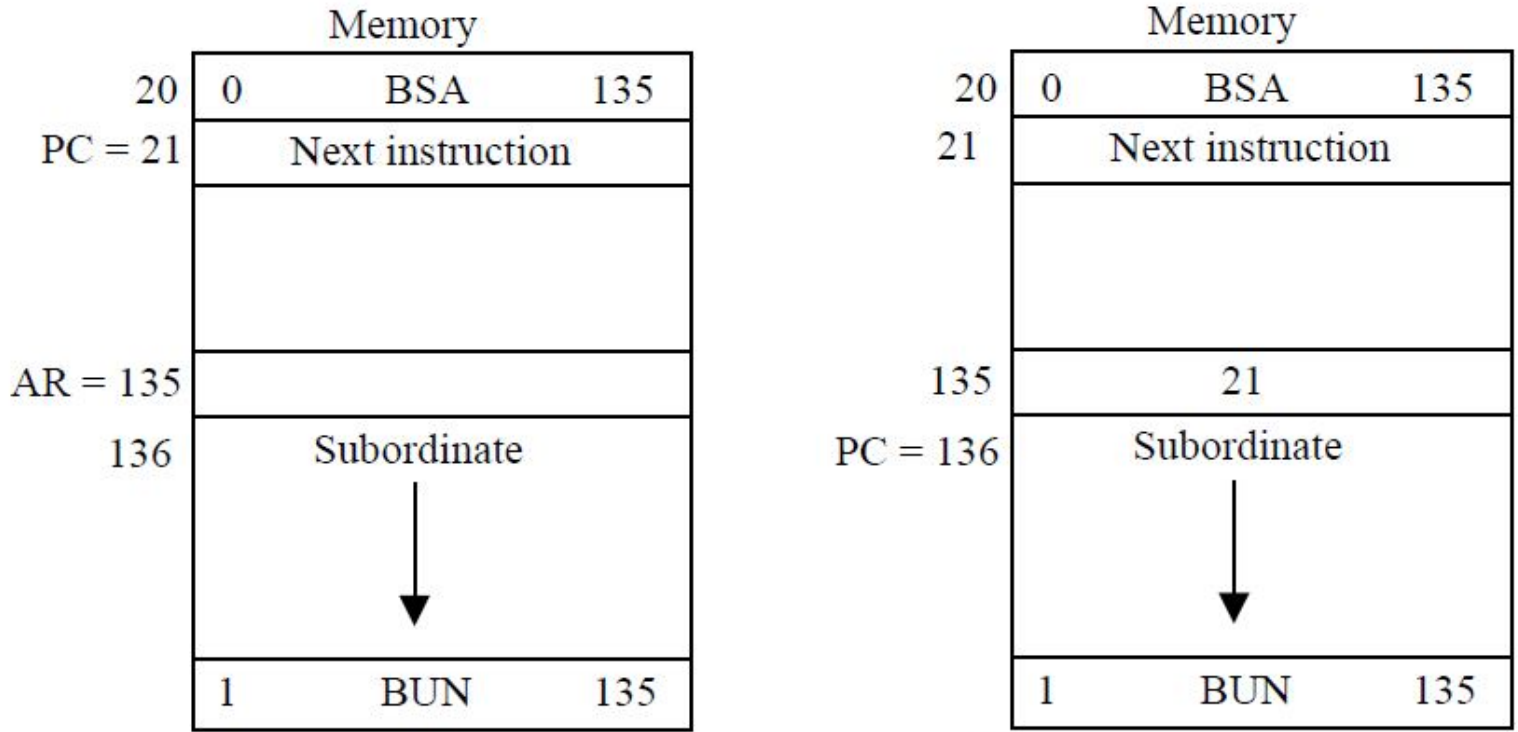 Memory
20 0 BSA 135
PC = 21 Next instruction
AR = 135
136 Subordinate
1 BUN 135
Memory
20 0 BSA 135
21 Next instruction
135 21
PC = 136 Subordinate
1 BUN 135